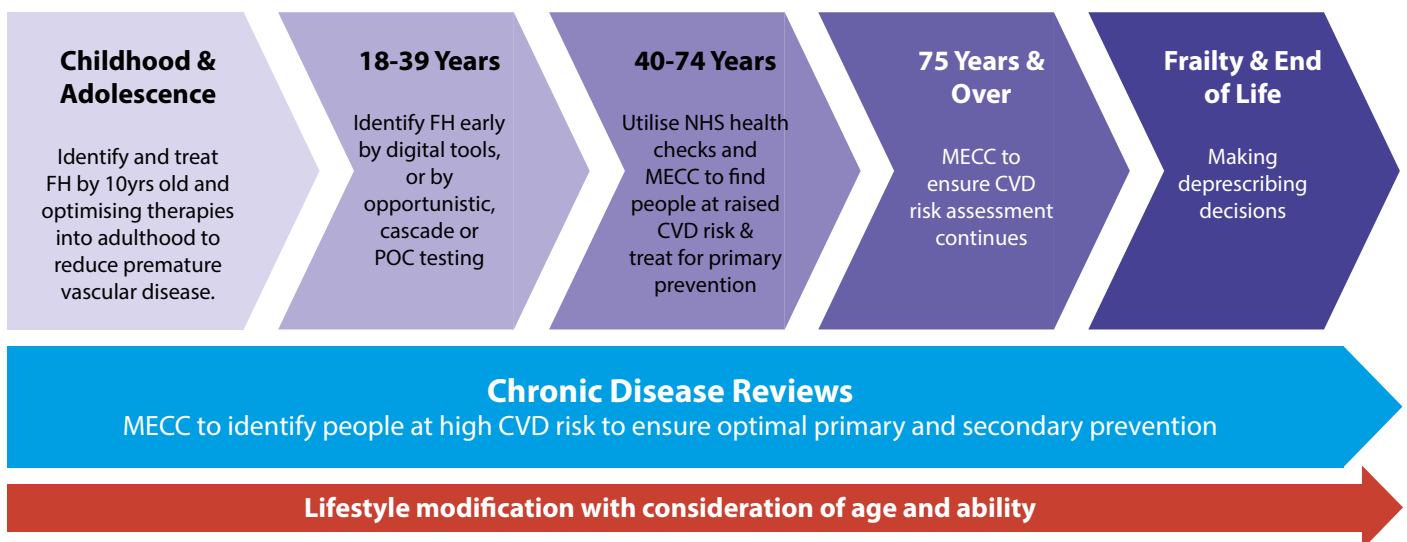 Childhood &
Adolescence
Identify and treat
FH by 10yrs old and
optimising therapies
into adulthood to
reduce premature
vascular disease.
18-39 Years
Identify FH early
by digital tools,
or by
opportunistic,
cascade or
POC testing
40-74 Years
Utilise NHS health
checks and
MECC to find
people at raised
CVD risk &
treat for primary
prevention
75 Years &
Over
MECC to
ensure CVD
risk assessment
continues
Frailty & End
of Life
Making
deprescribing
decisions
Chronic Disease Reviews
MECC to identify people at high CVD risk to ensure optimal primary and secondary prevention
Lifestyle modification with consideration of age and ability